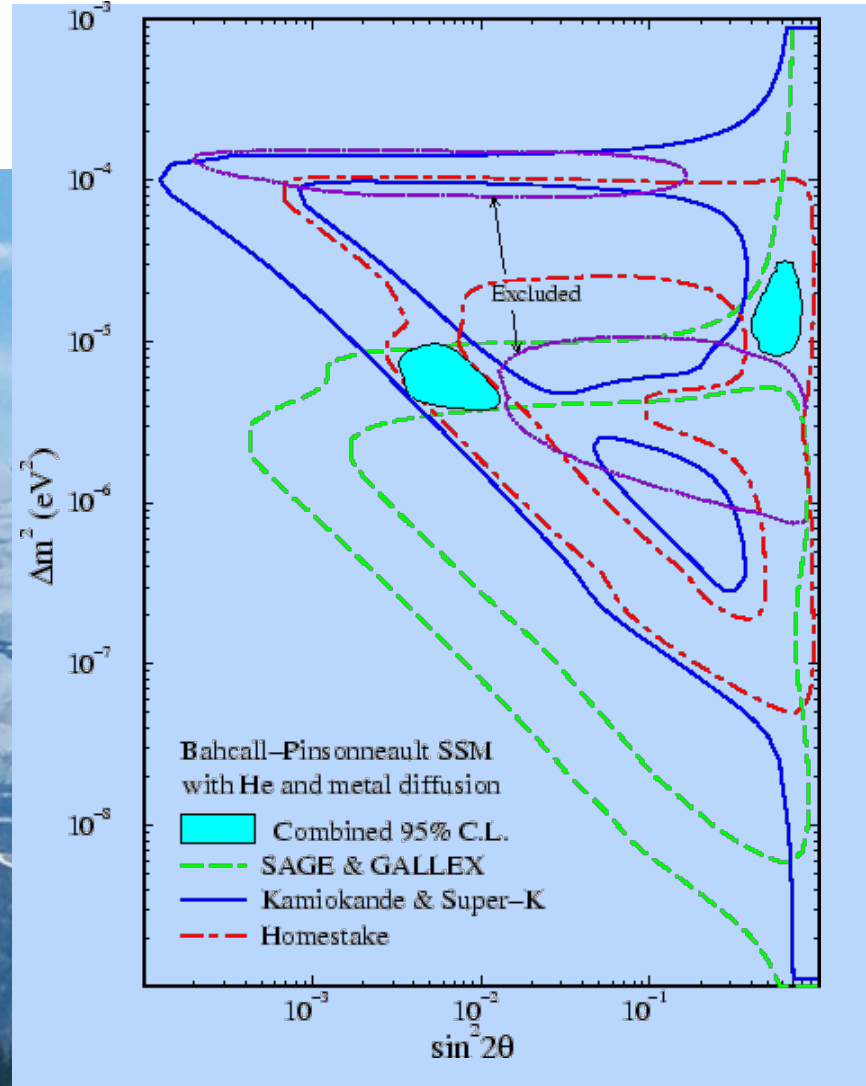 10⁻³
10⁻⁴
10⁻⁵
10⁻⁶
10⁻⁷
10⁻⁸
Δm² (eV²)
Excluded
Bahcall–Pinsonneault SSM
with He and metal diffusion
Combined 95% C.L.
SAGE & GALLEX
Kamiokande & Super–K
Homestake
10⁻³ 10⁻² 10⁻¹
sin²2θ